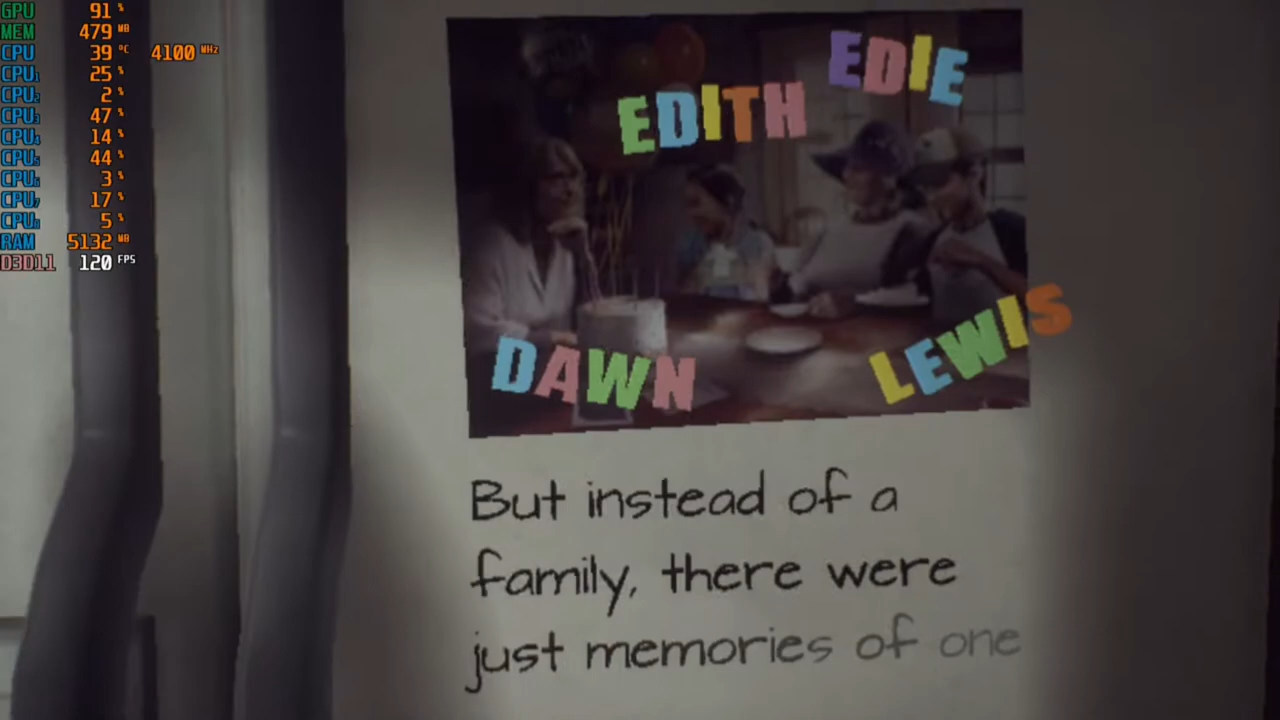 GPU 91 %
MEM 479 MB
CPU 39 °C 4100 MHz
CPU1 25 %
CPU2 2 %
CPU3 47 %
CPU4 14 %
CPU5 44 %
CPU6 3 %
CPU7 17 %
CPU8 5 %
RAM 5132 MB
D3D11 120 FPS
EDIE
EDITH
DAWN
LEWIS
But instead of a
family, there were
just memories of one